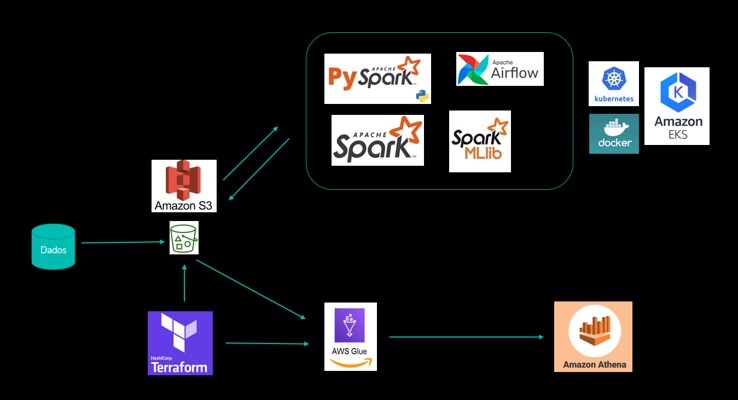 APACHE
PySpark
Apache
Airflow
kubernetes
Amazon
EKS
APACHE
Spark
Spark
MLlib
docker
Amazon S3
Dados
HashiCorp
Terraform
AWS Glue
Amazon Athena